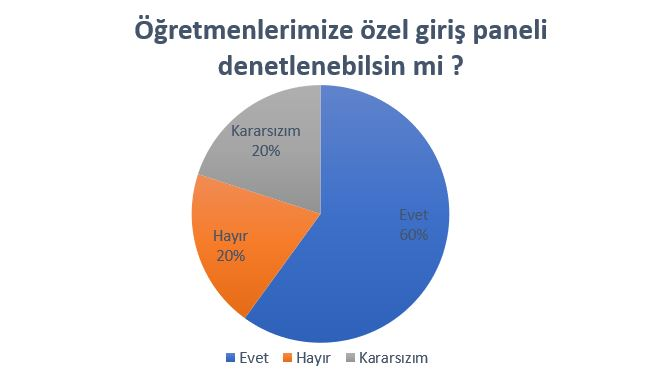 Öğretmenlerimize özel giriş paneli
denetlenebilsin mi ?
Kararsızım
20%
Evet
60%
Hayır
20%
Evet Hayır Kararsızım